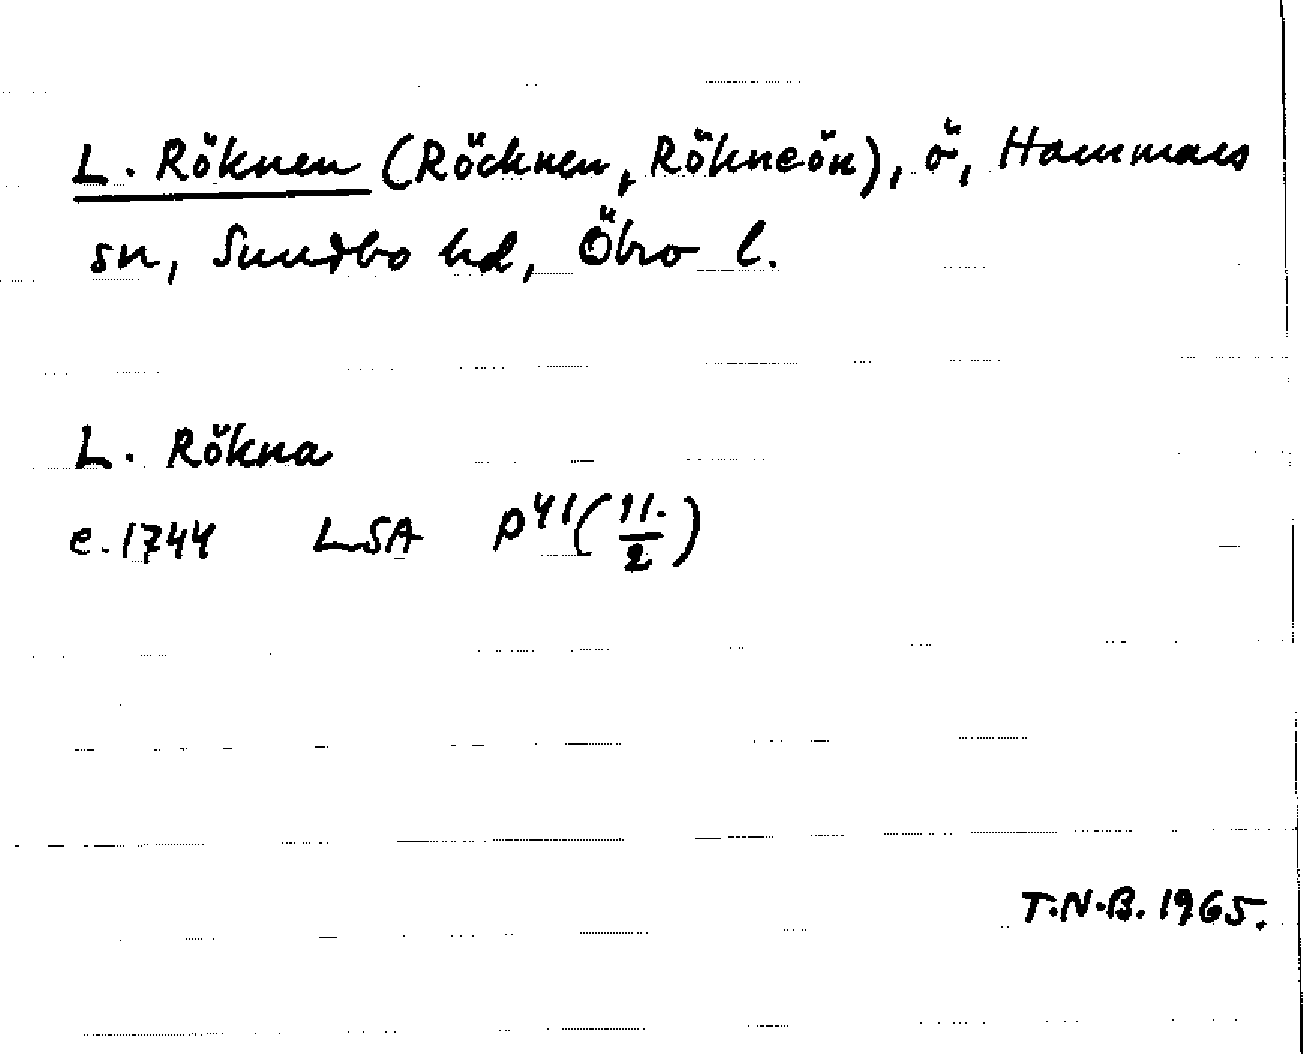 L. Röknen (Röcknen, Rökneön), ö, Hammars
sn, Sundbo hd, Öbro l.
L. Rökna
e. 1744 LSA P41(11./2)
T.N.B. 1965.